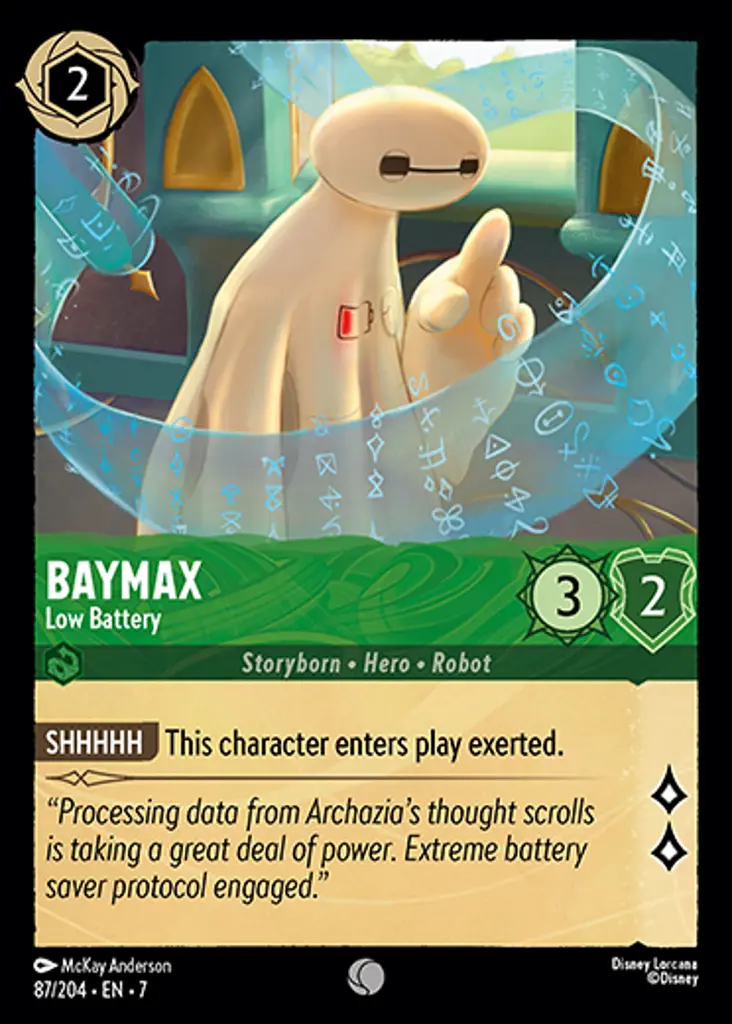 2
BAYMAX
Low Battery
3
2
Storyborn • Hero • Robot
SHHHHH This character enters play exerted.
“Processing data from Archazia’s thought scrolls
is taking a great deal of power. Extreme battery
saver protocol engaged.”
McKay Anderson
87/204 • EN • 7
Disney Lorcana
©Disney